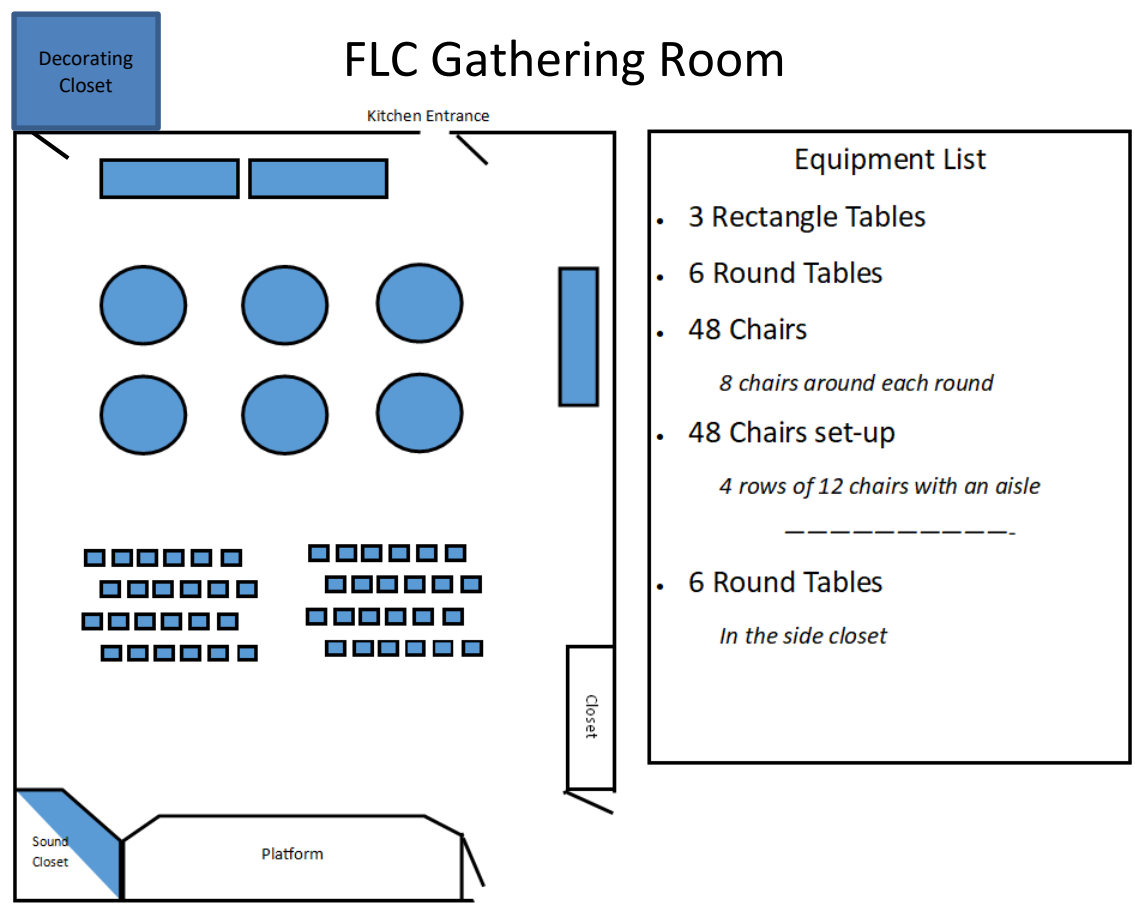 Decorating
Closet
FLC Gathering Room
Kitchen Entrance
Equipment List
• 3 Rectangle Tables
• 6 Round Tables
• 48 Chairs
8 chairs around each round
• 48 Chairs set-up
4 rows of 12 chairs with an aisle
——————————-
• 6 Round Tables
In the side closet
Closet
Sound
Closet
Platform